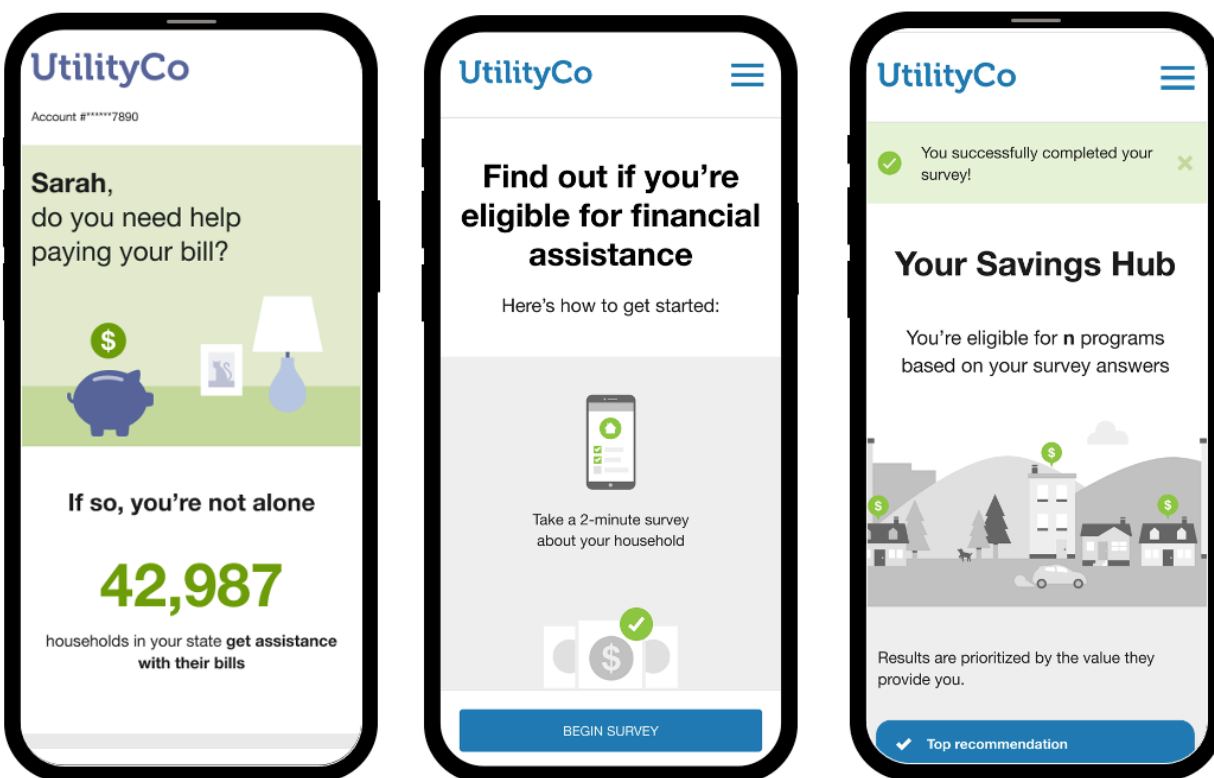 UtilityCo
Account #******7890
Sarah,
do you need help
paying your bill?
$
If so, you're not alone
42,987
households in your state get assistance
with their bills
UtilityCo
Find out if you're
eligible for financial
assistance
Here's how to get started:
Take a 2-minute survey
about your household
$
BEGIN SURVEY
UtilityCo
You successfully completed your
survey!
Your Savings Hub
You're eligible for n programs
based on your survey answers
$
$
$
Results are prioritized by the value they
provide you.
Top recommendation